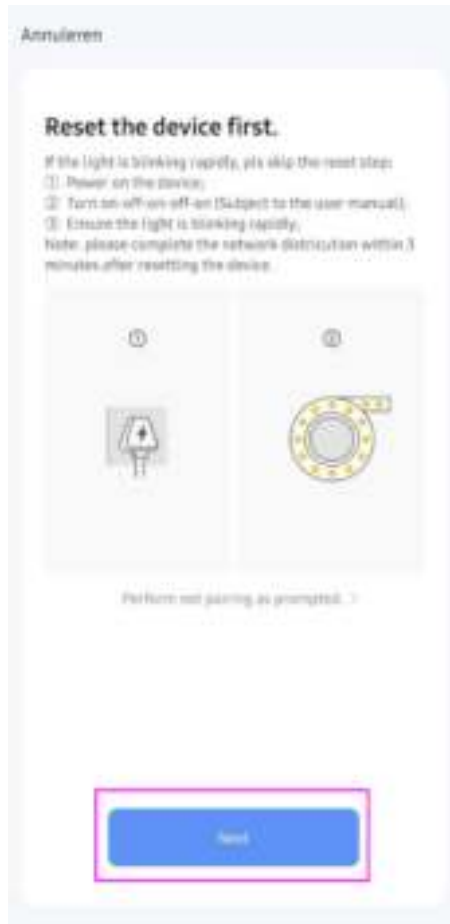 Annuleren
Reset the device first.
If the light is blinking rapidly, pls skip the reset step:
① Power on the device;
② Turn on-off-on-off-on (Subject to the user manual);
③ Ensure the light is blinking rapidly.
Note: please complete the network distribution within 3
minutes after resetting the device.
① ②
Perform net pairing as prompted. >
Next